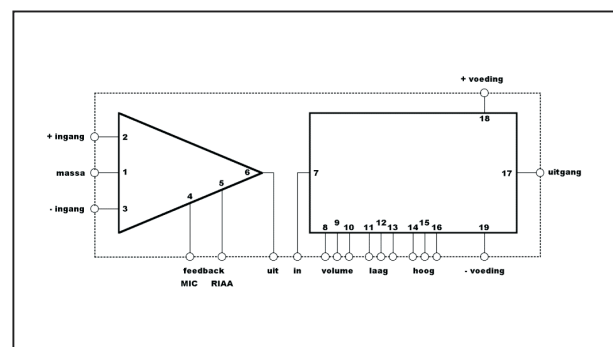 + voeding
18
+ ingang
2
massa
1
6
7
17
uitgang
- ingang
3
4
5
8
9
10
11
12
13
14
15
16
19
feedback
uit
in
volume
laag
hoog
- voeding
MIC
RIAA